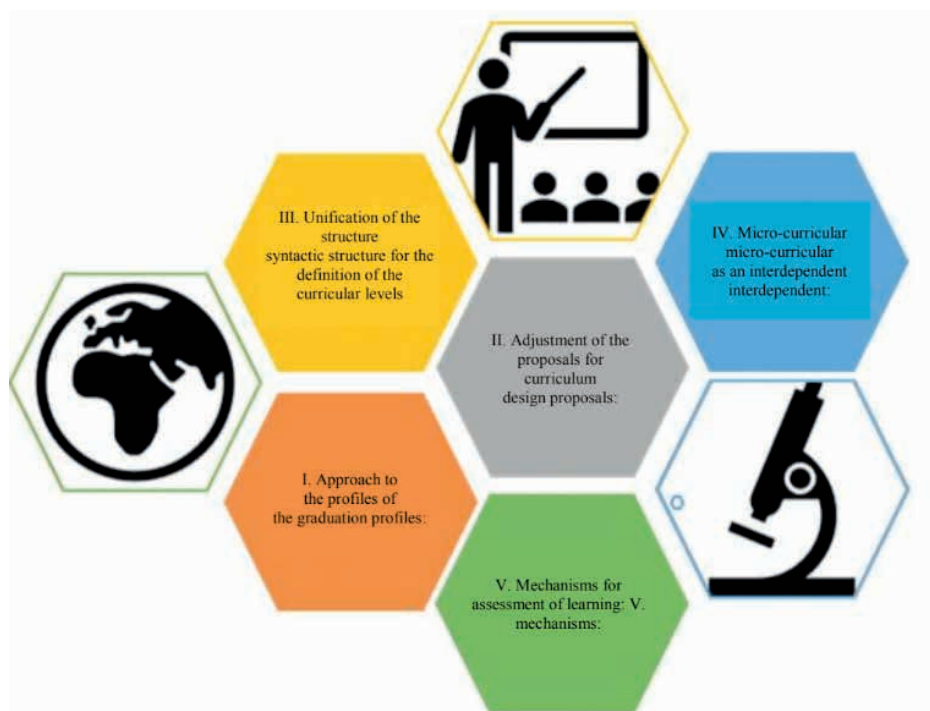 III. Unification of the
structure
syntactic structure for the
definition of the
curricular levels
IV. Micro-curricular
micro-curricular
as an interdependent
interdependent:
II. Adjustment of the
proposals for
curriculum
design proposals:
I. Approach to
the profiles of
the graduation profiles:
V. Mechanisms for
assessment of learning: V.
mechanisms: